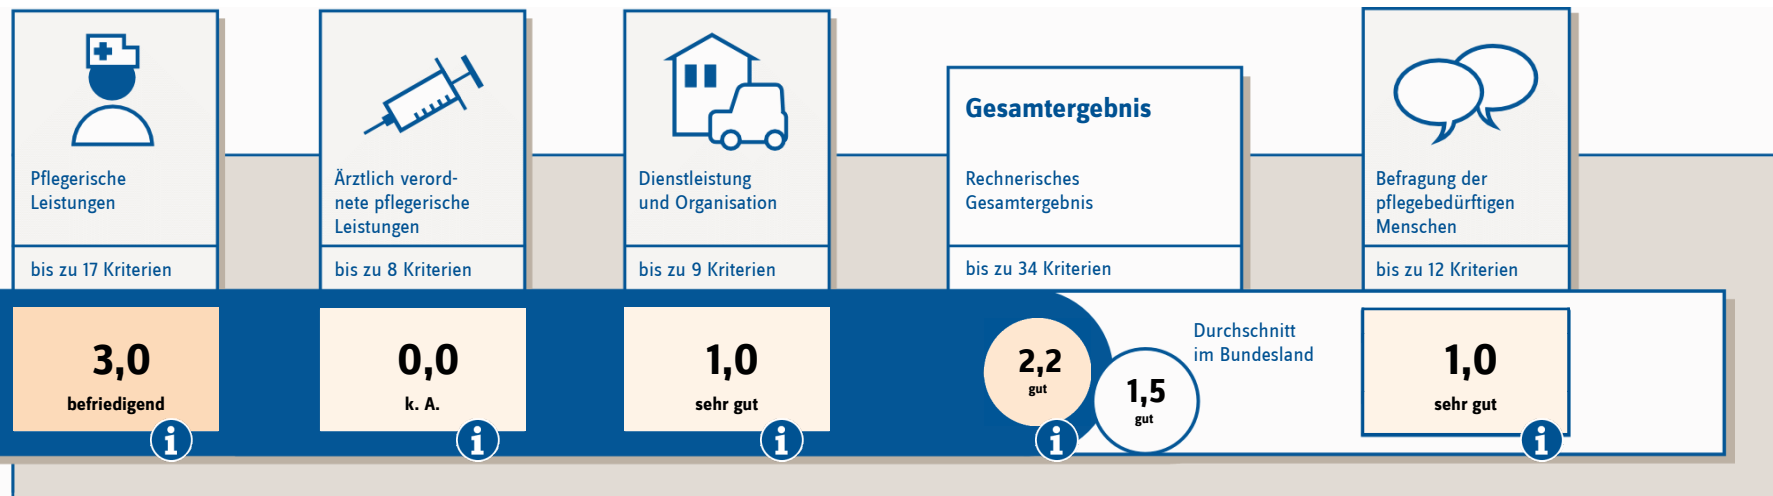 Pflegerische
Leistungen
bis zu 17 Kriterien
3,0
befriedigend
i
Ärztlich verord-
nete pflegerische
Leistungen
bis zu 8 Kriterien
0,0
k. A.
i
Dienstleistung
und Organisation
bis zu 9 Kriterien
1,0
sehr gut
i
Gesamtergebnis
Rechnerisches
Gesamtergebnis
bis zu 34 Kriterien
2,2
gut
i
1,5
gut
Durchschnitt
im Bundesland
Befragung der
pflegebedürftigen
Menschen
bis zu 12 Kriterien
1,0
sehr gut
i